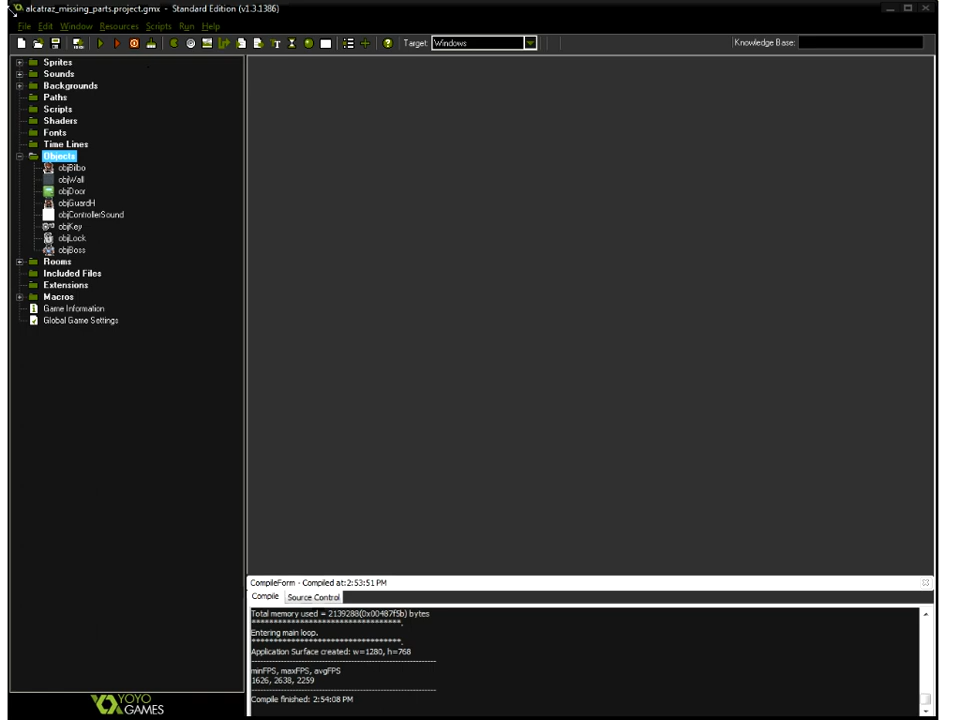 alcatraz_missing_parts.project.gmx - Standard Edition (v1.3.1386)
File Edit Window Resources Scripts Run Help
Target: Windows Knowledge Base:
Sprites
Sounds
Backgrounds
Paths
Scripts
Shaders
Fonts
Time Lines
Objects
objBilbo
objWall
objDoor
objGuardH
objControllerSound
objKey
objLock
objBoss
Rooms
Included Files
Extensions
Macros
Game Information
Global Game Settings
CompileForm - Compiled at:2:53:51 PM
Compile Source Control
Total memory used = 2139288(0x00487f5b) bytes
**********************************.
Entering main loop.
**********************************.
Application Surface created: w=1280, h=768
minFPS, maxFPS, avgFPS
1626, 2638, 2259
Compile finished: 2:54:08 PM
YOYO
GAMES